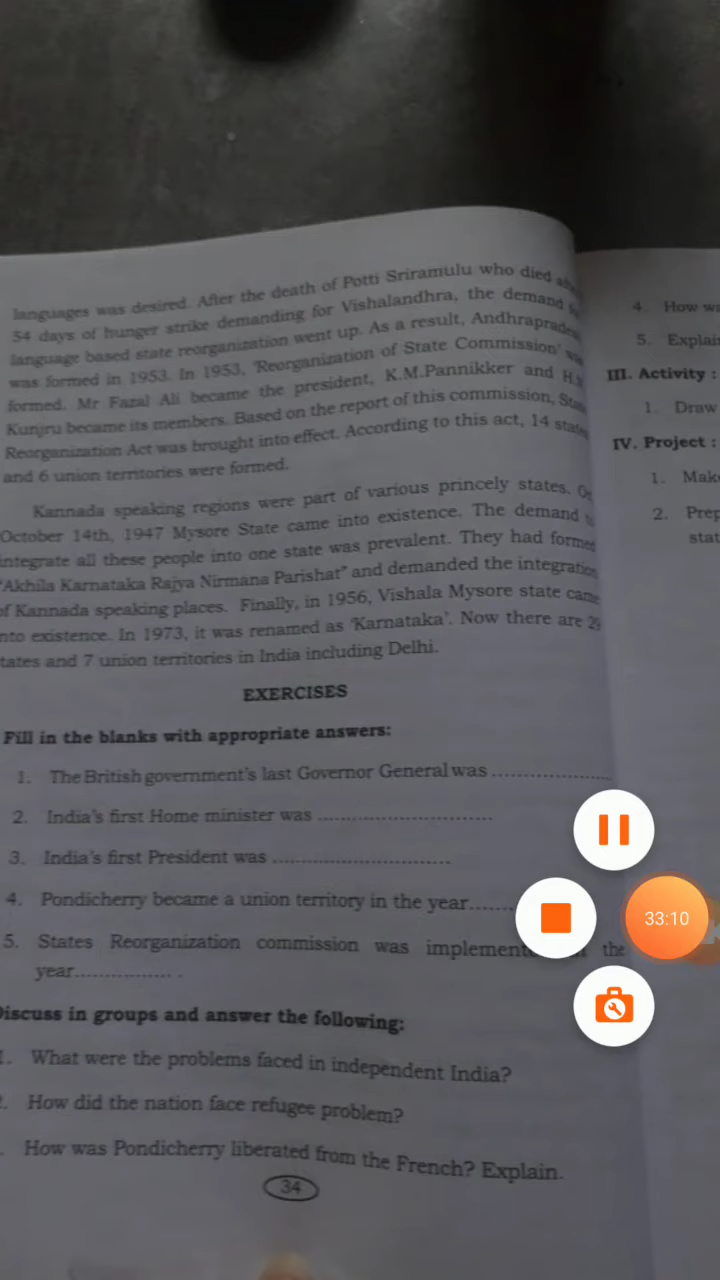 languages was desired. After the death of Potti Sriramulu who died
54 days of hunger strike demanding for Vishalandhra, the demand
language based state reorganization went up. As a result, Andhraprade
was formed in 1953. In 1953, 'Reorganization of State Commission'
formed. Mr Fazal Ali became the president, K.M.Pannikker and H.
Kunjru became its members. Based on the report of this commission,
Reorganization Act was brought into effect. According to this act, 14 state
and 6 union territories were formed.
Kannada speaking regions were part of various princely states.
October 14th, 1947 Mysore State came into existence. The demand
integrate all these people into one state was prevalent. They had forme
"Akhila Karnataka Rajya Nirmana Parishat" and demanded the integratio
of Kannada speaking places. Finally, in 1956, Vishala Mysore state came
nto existence. In 1973, it was renamed as 'Karnataka'. Now there are 29
tates and 7 union territories in India including Delhi.
EXERCISES
Fill in the blanks with appropriate answers:
1. The British government's last Governor General was ........................
2. India's first Home minister was ..................................
3. India's first President was ..................................
4. Pondicherry became a union territory in the year.......
5. States Reorganization commission was implemente the
year.................. .
Discuss in groups and answer the following:
1. What were the problems faced in independent India?
2. How did the nation face refugee problem?
. How was Pondicherry liberated from the French? Explain.
34
4. How w
5. Explai
III. Activity :
1. Draw
IV. Project :
1. Mak
2. Prep
stat
33:10